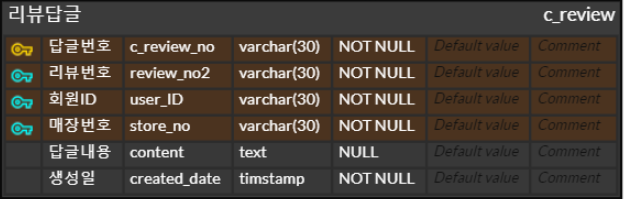 리뷰답글 c_review
답글번호 c_review_no varchar(30) NOT NULL Default value Comment
리뷰번호 review_no2 varchar(30) NOT NULL Default value Comment
회원ID user_ID varchar(30) NOT NULL Default value Comment
매장번호 store_no varchar(30) NOT NULL Default value Comment
답글내용 content text NULL Default value Comment
생성일 created_date timstamp NOT NULL Default value Comment